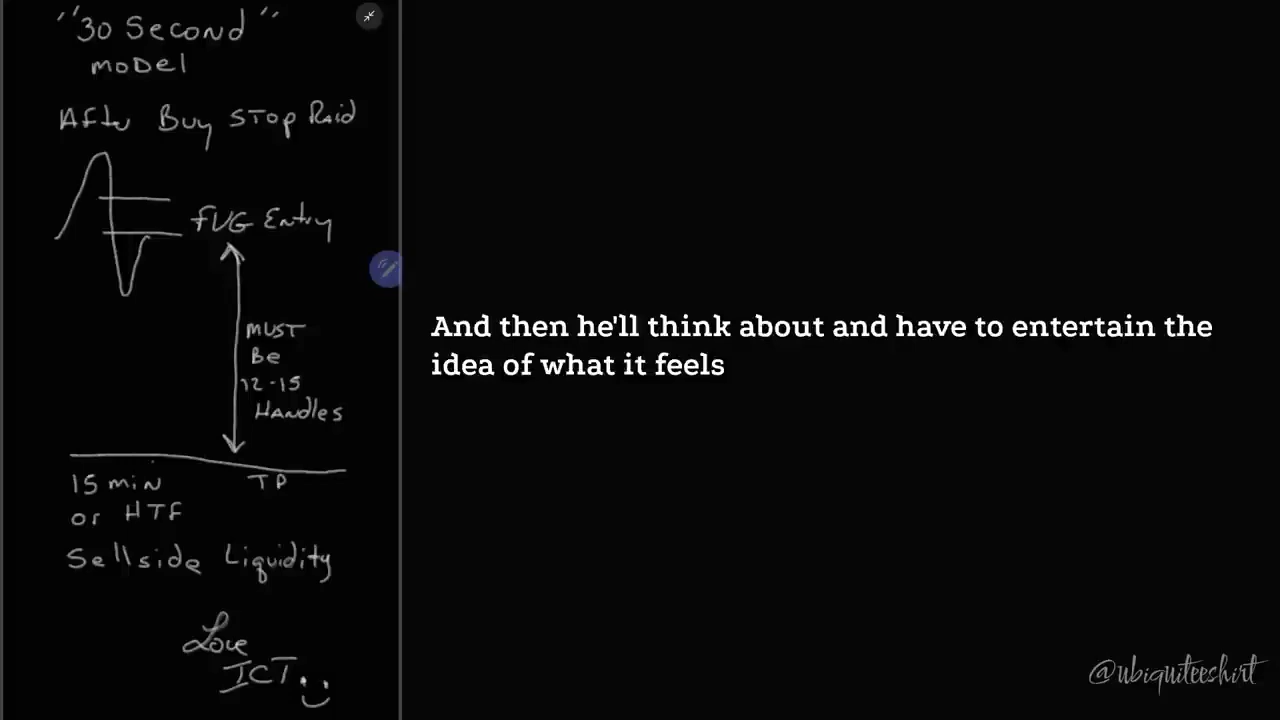 "30 Second"
MODel
After Buy STop Raid
FVG Entry
MUST
Be
12-15
HANdles
15 min
TP
or HTF
Sellside Liquidity
Love
ICT
And then he'll think about and have to entertain the
idea of what it feels
@ubiquiteeshirt